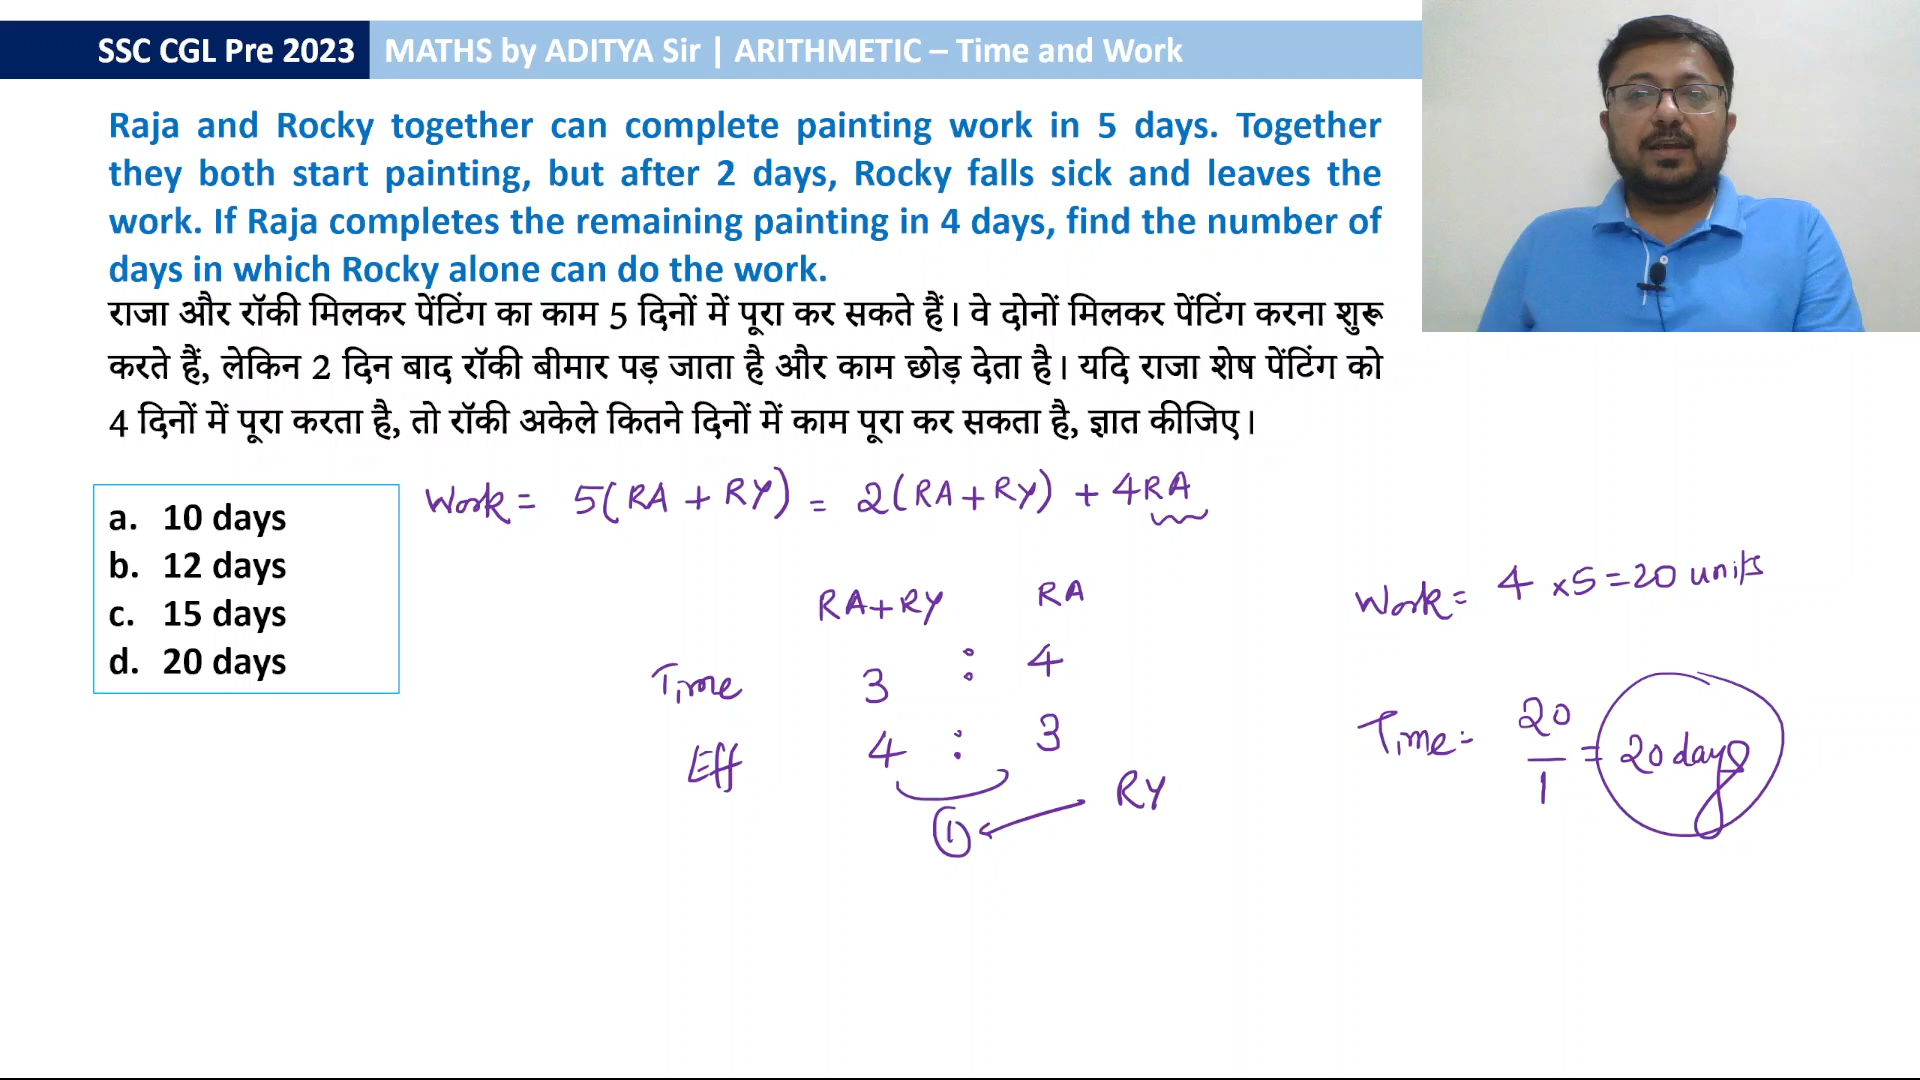 SSC CGL Pre 2023 MATHS by ADITYA Sir | ARITHMETIC – Time and Work
Raja and Rocky together can complete painting work in 5 days. Together
they both start painting, but after 2 days, Rocky falls sick and leaves the
work. If Raja completes the remaining painting in 4 days, find the number of
days in which Rocky alone can do the work.
राजा और रॉकी मिलकर पेंटिंग का काम 5 दिनों में पूरा कर सकते हैं। वे दोनों मिलकर पेंटिंग करना शुरू
करते हैं, लेकिन 2 दिन बाद रॉकी बीमार पड़ जाता है और काम छोड़ देता है। यदि राजा शेष पेंटिंग को
4 दिनों में पूरा करता है, तो रॉकी अकेले कितने दिनों में काम पूरा कर सकता है, ज्ञात कीजिए।
a. 10 days
b. 12 days
c. 15 days
d. 20 days
Work = 5(RA + RY) = 2(RA + RY) + 4RA
RA+RY RA
Time 3 : 4
Eff 4 : 3
① RY
Work = 4 × 5 = 20 units
Time = 20/1 = 20 days